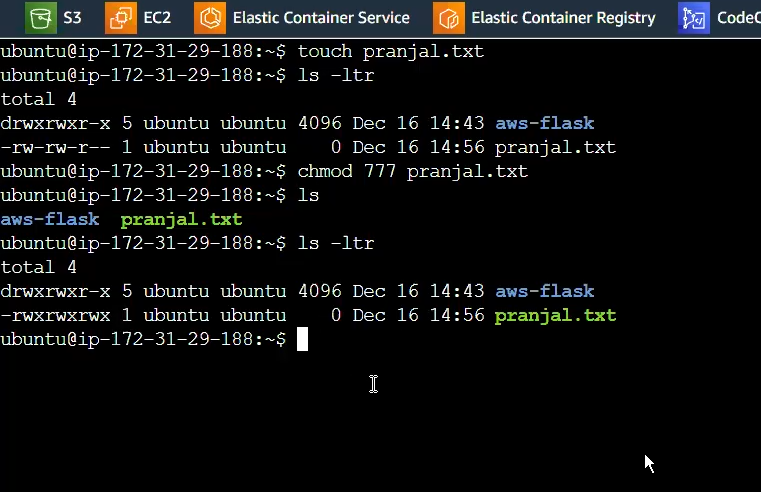 S3 EC2 Elastic Container Service Elastic Container Registry
ubuntu@ip-172-31-29-188:~$ touch pranjal.txt
ubuntu@ip-172-31-29-188:~$ ls -ltr
total 4
drwxrwxr-x 5 ubuntu ubuntu 4096 Dec 16 14:43 aws-flask
-rw-rw-r-- 1 ubuntu ubuntu    0 Dec 16 14:56 pranjal.txt
ubuntu@ip-172-31-29-188:~$ chmod 777 pranjal.txt
ubuntu@ip-172-31-29-188:~$ ls
aws-flask  pranjal.txt
ubuntu@ip-172-31-29-188:~$ ls -ltr
total 4
drwxrwxr-x 5 ubuntu ubuntu 4096 Dec 16 14:43 aws-flask
-rwxrwxrwx 1 ubuntu ubuntu    0 Dec 16 14:56 pranjal.txt
ubuntu@ip-172-31-29-188:~$